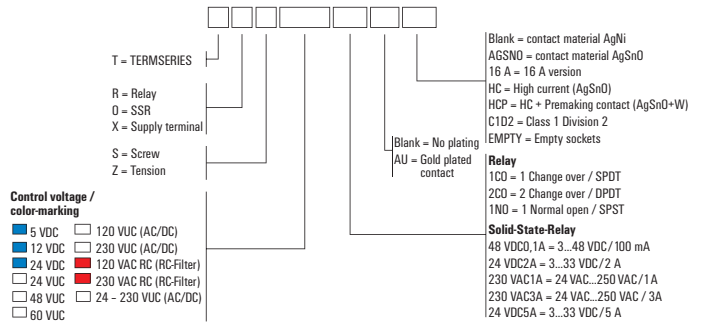 T = TERMSERIES
R = Relay
O = SSR
X = Supply terminal
S = Screw
Z = Tension
Control voltage /
color-marking
5 VDC
12 VDC
24 VDC
24 VUC
48 VUC
60 VUC
120 VUC (AC/DC)
230 VUC (AC/DC)
120 VAC RC (RC-Filter)
230 VAC RC (RC-Filter)
24 – 230 VUC (AC/DC)
Blank = No plating
AU = Gold plated
contact
Blank = contact material AgNi
AGSNO = contact material AgSnO
16 A = 16 A version
HC = High current (AgSnO)
HCP = HC + Premaking contact (AgSnO+W)
C1D2 = Class 1 Division 2
EMPTY = Empty sockets
Relay
1CO = 1 Change over / SPDT
2CO = 2 Change over / DPDT
1NO = 1 Normal open / SPST
Solid-State-Relay
48 VDC0,1A = 3...48 VDC/100 mA
24 VDC2A = 3...33 VDC/2 A
230 VAC1A = 24 VAC...250 VAC/1 A
230 VAC3A = 24 VAC...250 VAC / 3A
24 VDC5A = 3...33 VDC/5 A